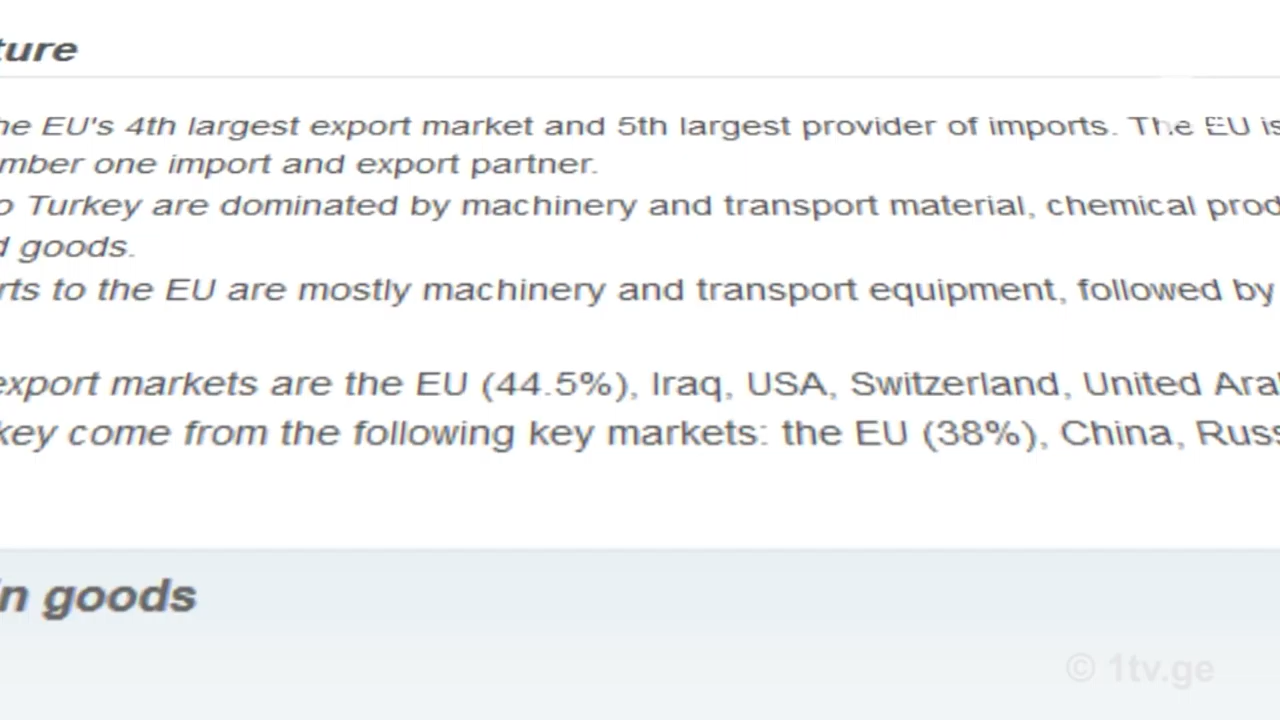 ture
he EU's 4th largest export market and 5th largest provider of imports. The EU is
mber one import and export partner.
o Turkey are dominated by machinery and transport material, chemical prod
d goods.
rts to the EU are mostly machinery and transport equipment, followed by
export markets are the EU (44.5%), Iraq, USA, Switzerland, United Ara
key come from the following key markets: the EU (38%), China, Russ
in goods
© 1tv.ge